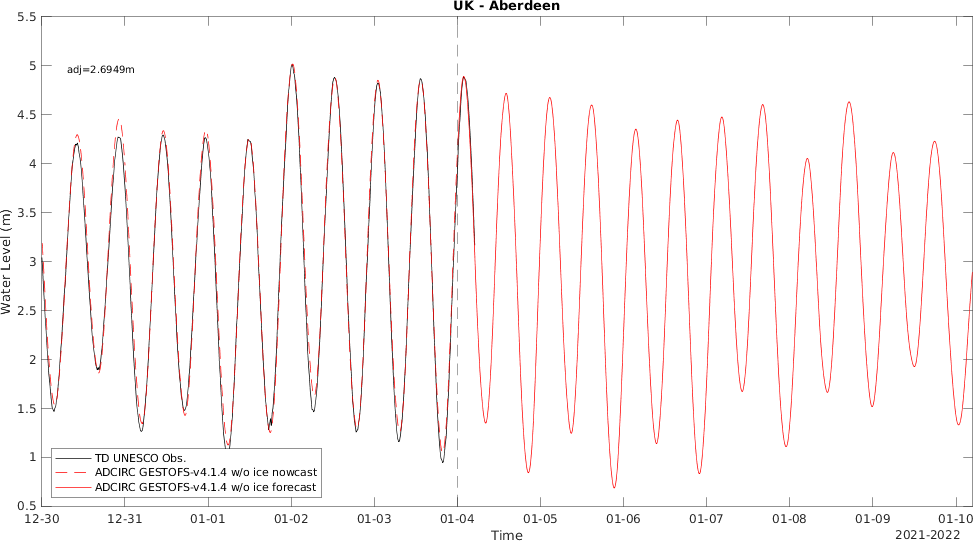 UK - Aberdeen
adj=2.6949m
5.5
5
4.5
4
3.5
3
2.5
2
1.5
1
0.5
Water Level (m)
TD UNESCO Obs.
ADCIRC GESTOFS-v4.1.4 w/o ice nowcast
ADCIRC GESTOFS-v4.1.4 w/o ice forecast
12-30 12-31 01-01 01-02 01-03 01-04 01-05 01-06 01-07 01-08 01-09 01-10
Time
2021-2022